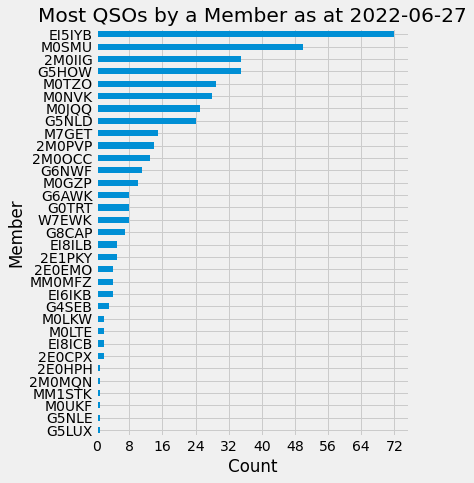 Most QSOs by a Member as at 2022-06-27
EI5IYB
M0SMU
2M0IIG
G5HOW
M0TZO
M0NVK
M0JQQ
G5NLD
M7GET
2M0PVP
2M0OCC
G6NWF
M0GZP
G6AWK
G0TRT
W7EWK
G8CAP
EI8ILB
2E1PKY
2E0EMO
MM0MFZ
EI6IKB
G4SEB
M0LKW
M0LTE
EI8ICB
2E0CPX
2E0HPH
2M0MQN
MM1STK
M0UKF
G5NLE
G5LUX
Member
0 8 16 24 32 40 48 56 64 72
Count